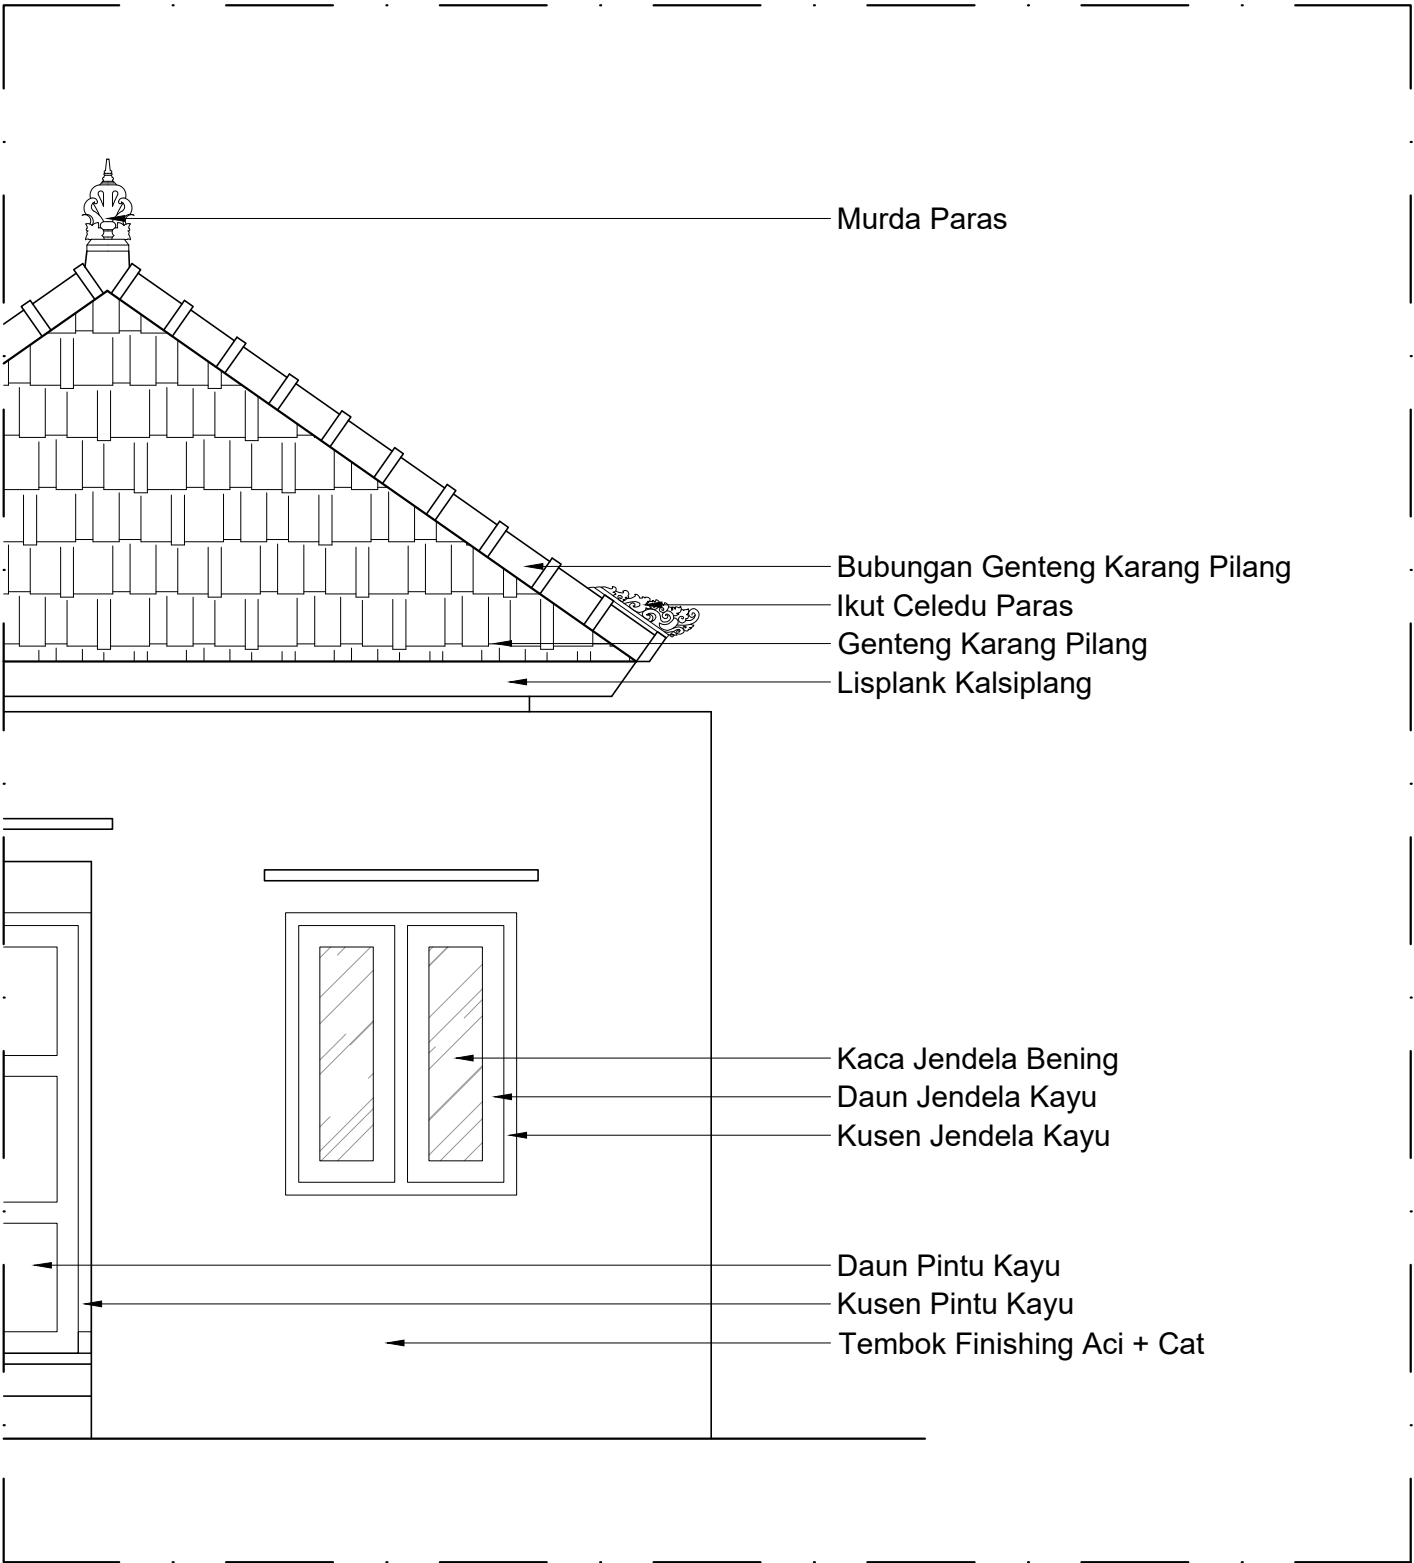 Murda Paras
Bubungan Genteng Karang Pilang
Ikut Celedu Paras
Genteng Karang Pilang
Lisplank Kalsiplang
Kaca Jendela Bening
Daun Jendela Kayu
Kusen Jendela Kayu
Daun Pintu Kayu
Kusen Pintu Kayu
Tembok Finishing Aci + Cat